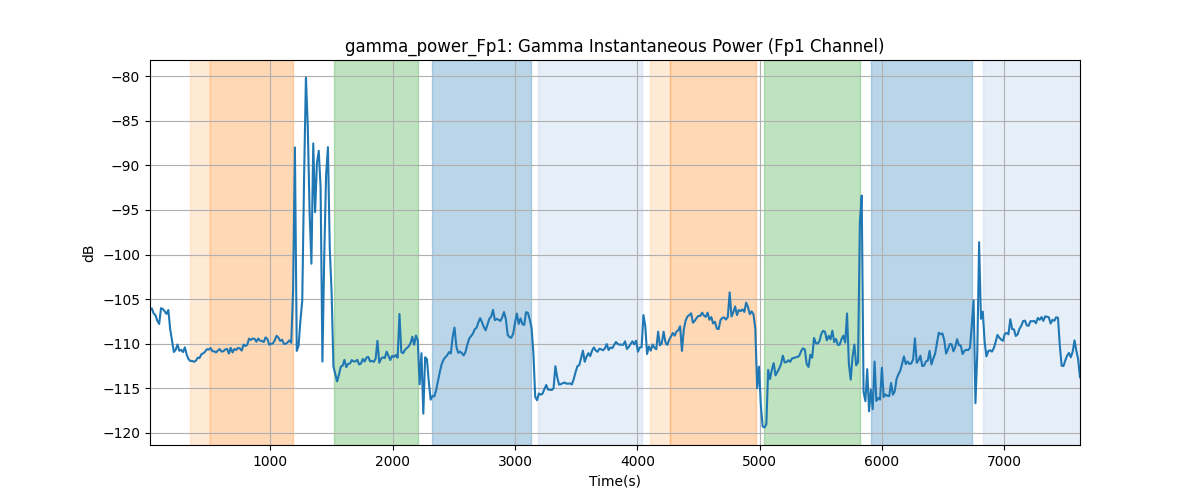 gamma_power_Fp1: Gamma Instantaneous Power (Fp1 Channel)
−80
−85
−90
−95
−100
−105
−110
−115
−120
dB
1000 2000 3000 4000 5000 6000 7000
Time(s)